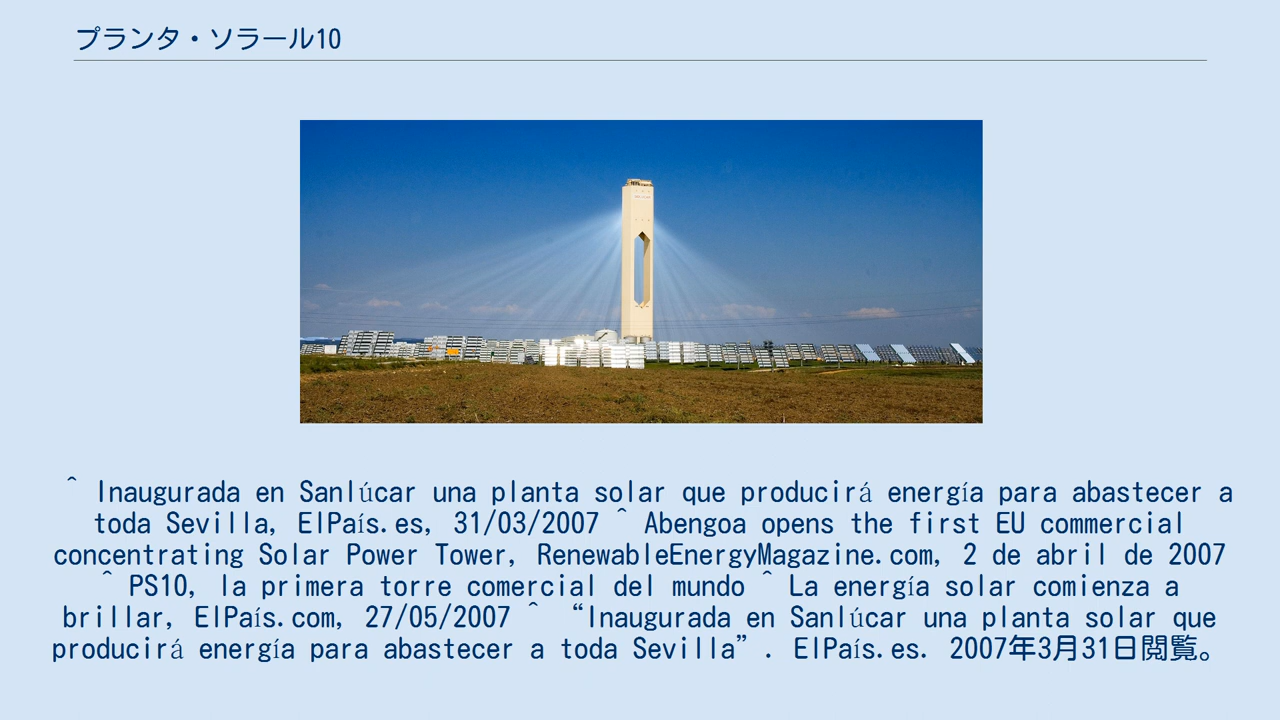 プランタ・ソラール10
^ Inaugurada en Sanlúcar una planta solar que producirá energía para abastecer a
toda Sevilla, ElPaís.es, 31/03/2007 ^ Abengoa opens the first EU commercial
concentrating Solar Power Tower, RenewableEnergyMagazine.com, 2 de abril de 2007
^ PS10, la primera torre comercial del mundo ^ La energía solar comienza a
brillar, ElPaís.com, 27/05/2007 ^ “Inaugurada en Sanlúcar una planta solar que
producirá energía para abastecer a toda Sevilla”. ElPaís.es. 2007年3月31日閲覧。